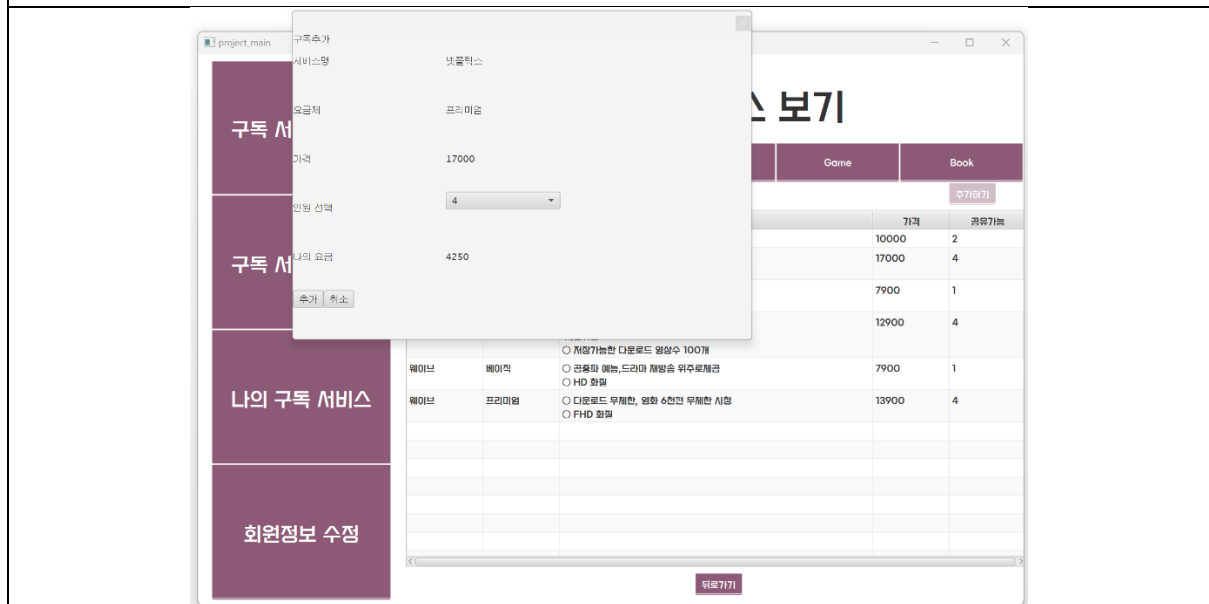 project_main
구독추가
서비스명 넷플릭스
요금제 프리미엄
가격 17000
인원 선택 4
나의 요금 4250
추가 취소
구독 서
구독 서
나의 구독 서비스
회원정보 수정
스 보기
Game Book
추가하기
가격 공유가능
10000 2
17000 4
7900 1
12900 4
○ 저장가능한 다운로드 영상수 100개
웨이브 베이직 ○ 공중파 예능,드라마 재방송 위주로제공 7900 1
○ HD 화질
웨이브 프리미엄 ○ 다운로드 무제한, 영화 6천편 무제한 시청 13900 4
○ FHD 화질
뒤로가기